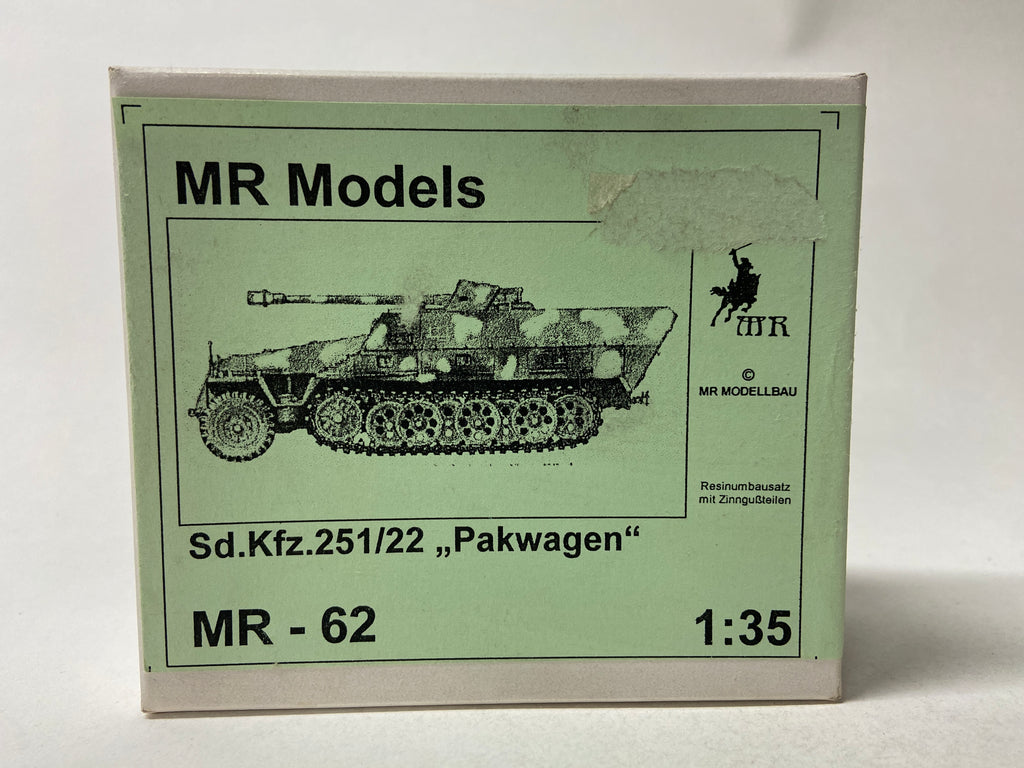 MR Models
MR
©
MR MODELLBAU
Resinumbausatz
mit Zinngußteilen
Sd.Kfz.251/22 „Pakwagen“
MR - 62
1:35